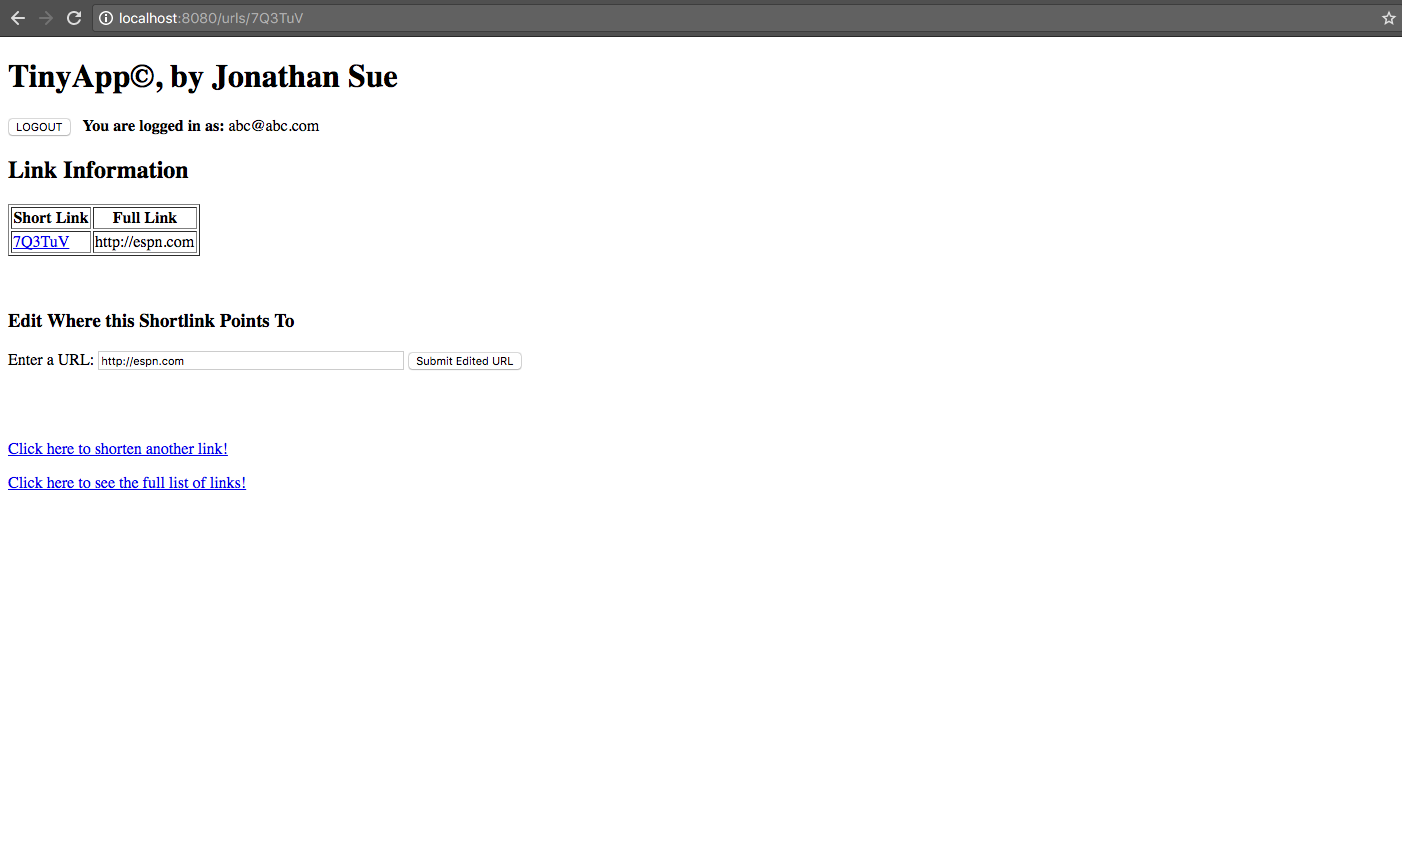 localhost:8080/urls/7Q3TuV
TinyApp©, by Jonathan Sue
LOGOUT You are logged in as: abc@abc.com
Link Information
Short Link Full Link
7Q3TuV http://espn.com
Edit Where this Shortlink Points To
Enter a URL: http://espn.com Submit Edited URL
Click here to shorten another link!
Click here to see the full list of links!